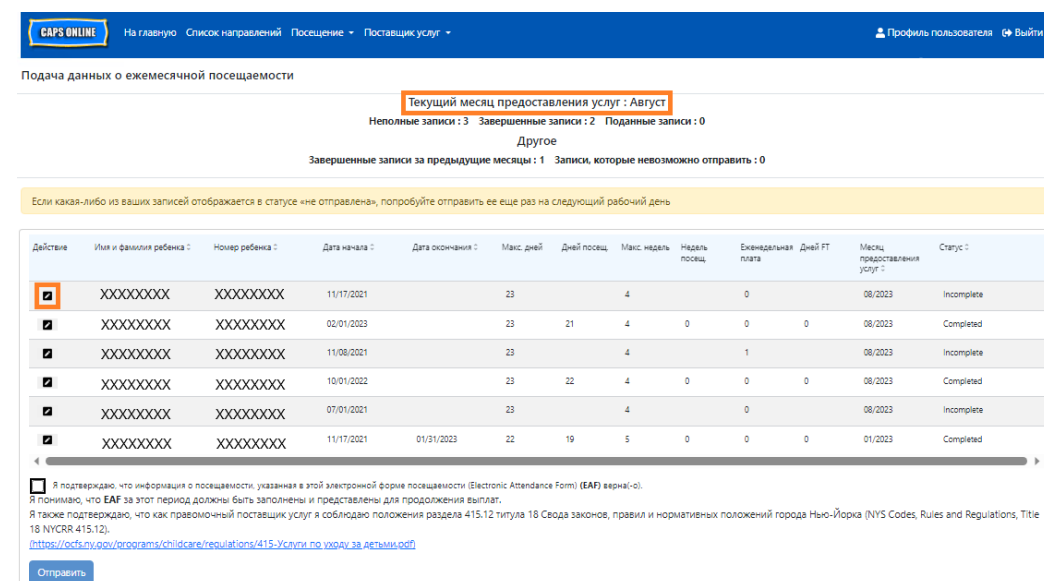 CAPS ONLINE На главную Список направлений Посещение Поставщик услуг Профиль пользователя Выйти
Подача данных о ежемесячной посещаемости
Текущий месяц предоставления услуг : Август
Неполные записи : 3 Завершенные записи : 2 Поданные записи : 0
Другое
Завершенные записи за предыдущие месяцы : 1 Записи, которые невозможно отправить : 0
Если какая-либо из ваших записей отображается в статусе «не отправлена», попробуйте отправить ее еще раз на следующий рабочий день
Действие Имя и фамилия ребенка Номер ребенка Дата начала Дата окончания Макс. дней Дней посещ. Макс. недель Недель посещ. Еженедельная плата Дней FT Месяц предоставления услуг Статус
XXXXXXXX XXXXXXXX 11/17/2021 23 4 0 08/2023 Incomplete
XXXXXXXX XXXXXXXX 02/01/2023 23 21 4 0 0 0 08/2023 Completed
XXXXXXXX XXXXXXXX 11/08/2021 23 4 1 08/2023 Incomplete
XXXXXXXX XXXXXXXX 10/01/2022 23 22 4 0 0 0 08/2023 Completed
XXXXXXXX XXXXXXXX 07/01/2021 23 4 0 08/2023 Incomplete
XXXXXXXX XXXXXXXX 11/17/2021 01/31/2023 22 19 5 0 0 0 01/2023 Completed
Я подтверждаю, что информация о посещаемости, указанная в этой электронной форме посещаемости (Electronic Attendance Form) (EAF) верна(-о).
Я понимаю, что EAF за этот период должны быть заполнены и представлены для продолжения выплат.
Я также подтверждаю, что как правомочный поставщик услуг я соблюдаю положения раздела 415.12 титула 18 Свода законов, правил и нормативных положений города Нью-Йорка (NYS Codes, Rules and Regulations, Title
18 NYCRR 415.12).
(https://ocfs.ny.gov/programs/childcare/regulations/415-Услуги по уходу за детьми.pdf)
Отправить